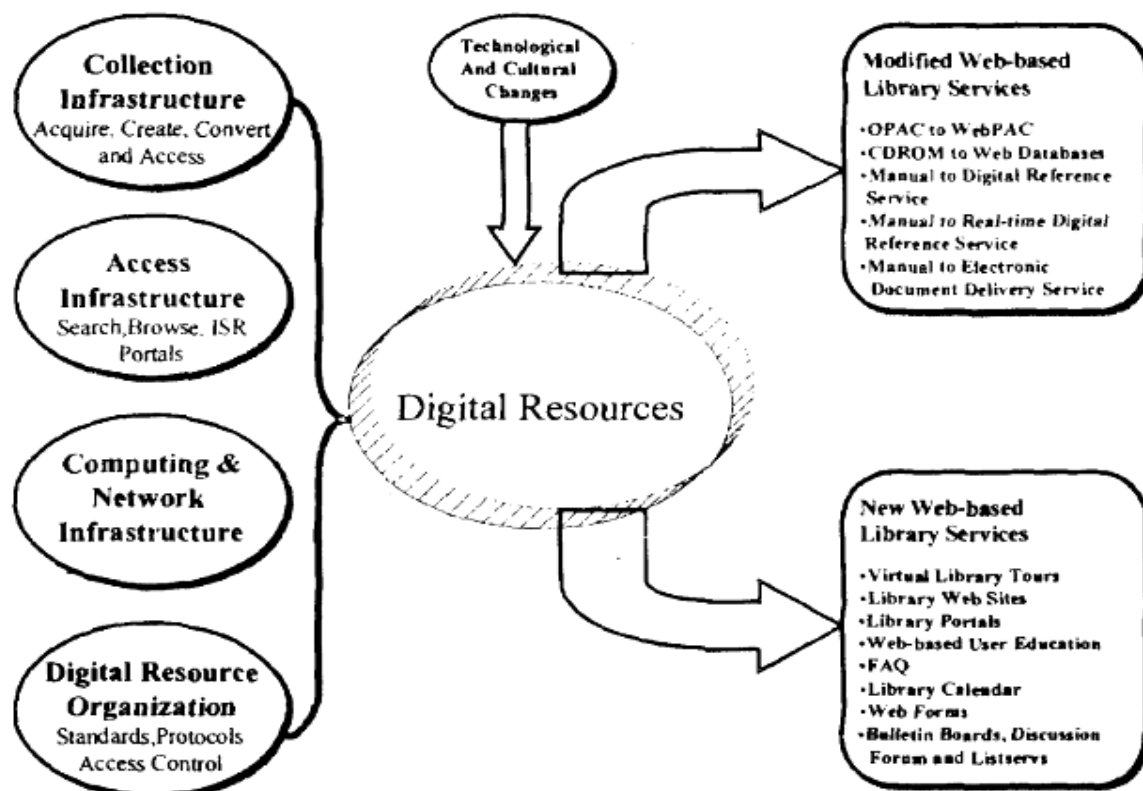 Collection
Infrastructure
Acquire, Create, Convert
and Access
Access
Infrastructure
Search,Browse, ISR
Portals
Computing &
Network
Infrastructure
Digital Resource
Organization
Standards,Protocols
Access Control
Technological
And Cultural
Changes
Digital Resources
Modified Web-based
Library Services
•OPAC to WebPAC
•CDROM to Web Databases
•Manual to Digital Reference
Service
•Manual to Real-time Digital
Reference Service
•Manual to Electronic
Document Delivery Service
New Web-based
Library Services
•Virtual Library Tours
•Library Web Sites
•Library Portals
•Web-based User Education
•FAQ
•Library Calendar
•Web Forms
•Bulletin Boards, Discussion
Forum and Listservs